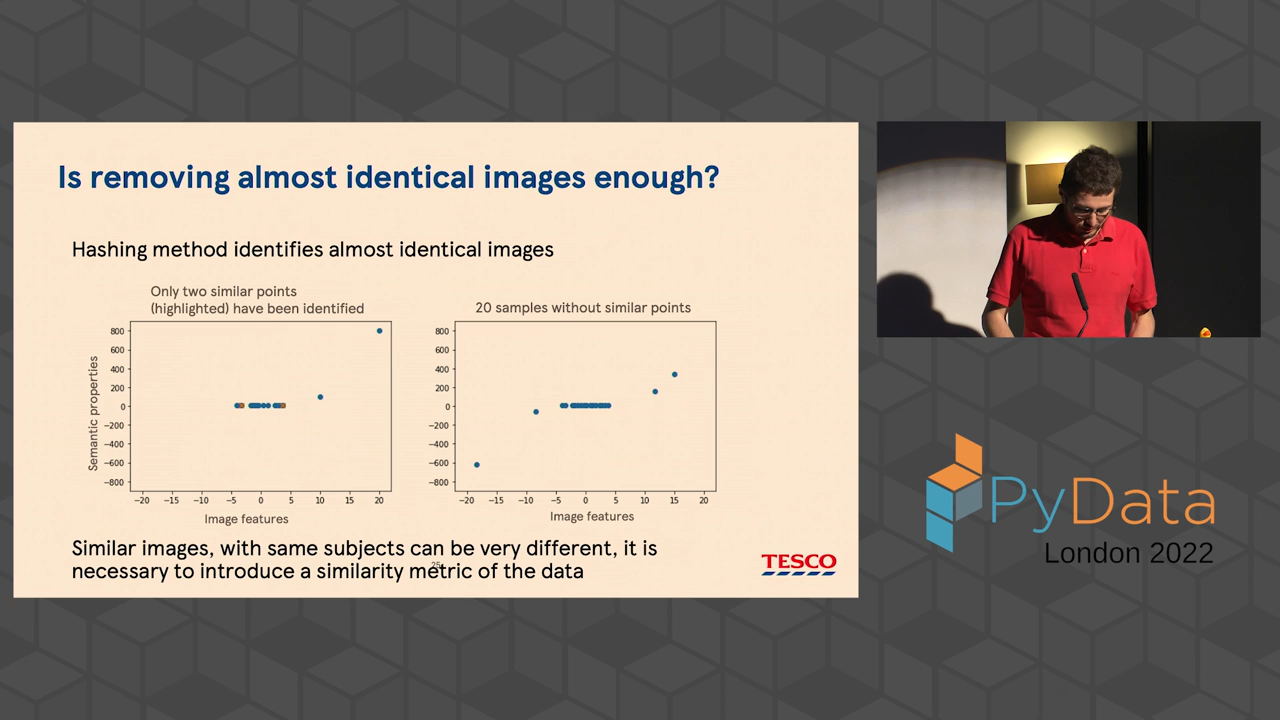 Is removing almost identical images enough?
Hashing method identifies almost identical images
Only two similar points
(highlighted) have been identified
800
600
400
200
0
−200
−400
−600
−800
Semantic properties
−20 −15 −10 −5 0 5 10 15 20
Image features
20 samples without similar points
800
600
400
200
0
−200
−400
−600
−800
−20 −15 −10 −5 0 5 10 15 20
Image features
Similar images, with same subjects can be very different, it is
necessary to introduce a similarity metric of the data
25
TESCO
PyData
London 2022